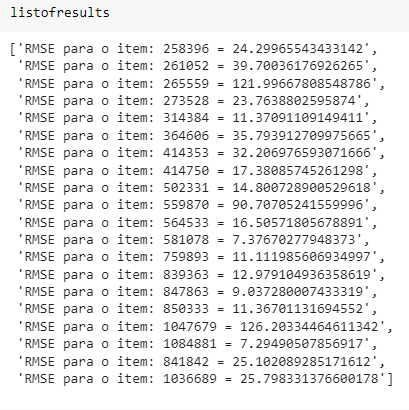 listofresults
['RMSE para o item: 258396 = 24.29965543433142',
'RMSE para o item: 261052 = 39.70036176926265',
'RMSE para o item: 265559 = 121.99667808548786',
'RMSE para o item: 273528 = 23.7638802595874',
'RMSE para o item: 314384 = 11.37091109149411',
'RMSE para o item: 364606 = 35.793912709975665',
'RMSE para o item: 414353 = 32.206976593071666',
'RMSE para o item: 414750 = 17.38085745261298',
'RMSE para o item: 502331 = 14.800728900529618',
'RMSE para o item: 559870 = 90.70705241559996',
'RMSE para o item: 564533 = 16.50571805678891',
'RMSE para o item: 581078 = 7.37670277948373',
'RMSE para o item: 759893 = 11.111985606934997',
'RMSE para o item: 839363 = 12.979104936358619',
'RMSE para o item: 847863 = 9.037280007433319',
'RMSE para o item: 850333 = 11.36701131694552',
'RMSE para o item: 1047679 = 126.20334464611342',
'RMSE para o item: 1084881 = 7.29490507856917',
'RMSE para o item: 841842 = 25.102089285171612',
'RMSE para o item: 1036689 = 25.798331376600178']